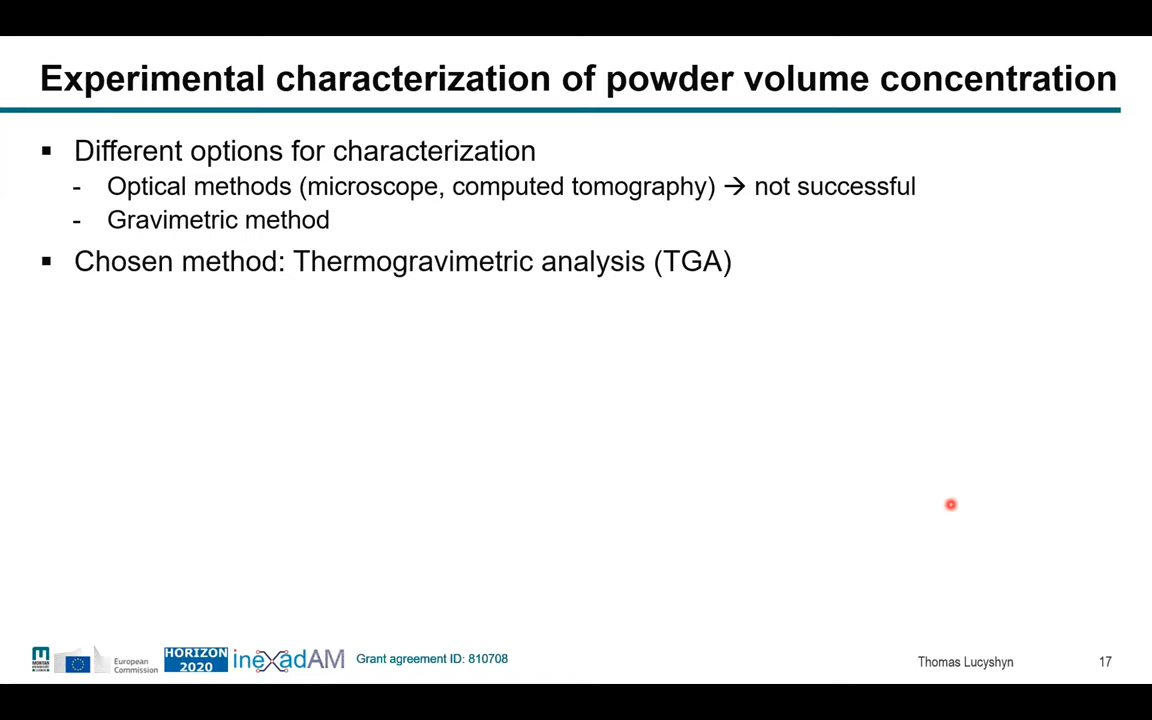 Experimental characterization of powder volume concentration
▪ Different options for characterization
- Optical methods (microscope, computed tomography) → not successful
- Gravimetric method
▪ Chosen method: Thermogravimetric analysis (TGA)
European
Commission
HORIZON
2020
inexadAM
Grant agreement ID: 810708
Thomas Lucyshyn
17